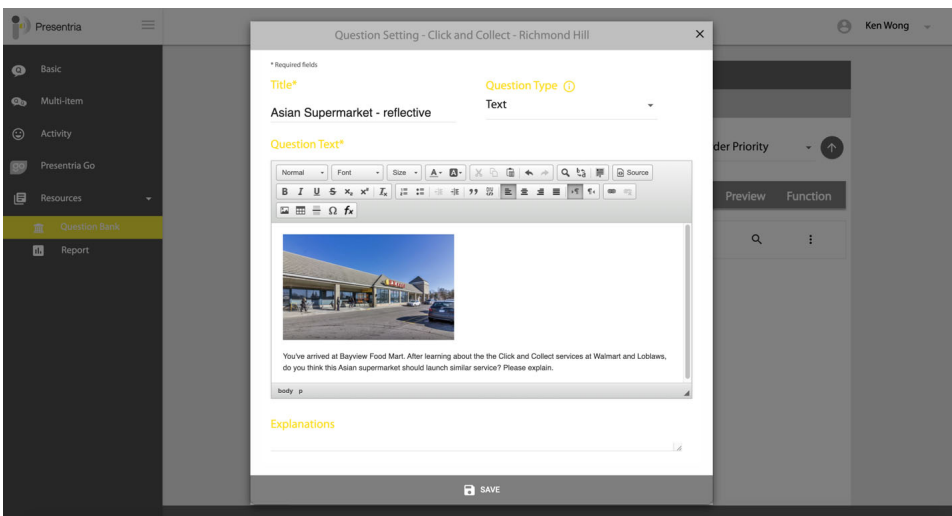 Presentria
Question Setting - Click and Collect - Richmond Hill
Ken Wong
Basic
Multi-item
Activity
Presentria Go
Resources
Question Bank
Report
* Required fields
Title*
Question Type
Asian Supermarket - reflective
Text
Question Text*
Normal Font Size Source
body p
You've arrived at Bayview Food Mart. After learning about the the Click and Collect services at Walmart and Loblaws,
do you think this Asian supermarket should launch similar service? Please explain.
Explanations
SAVE
der Priority
Preview Function